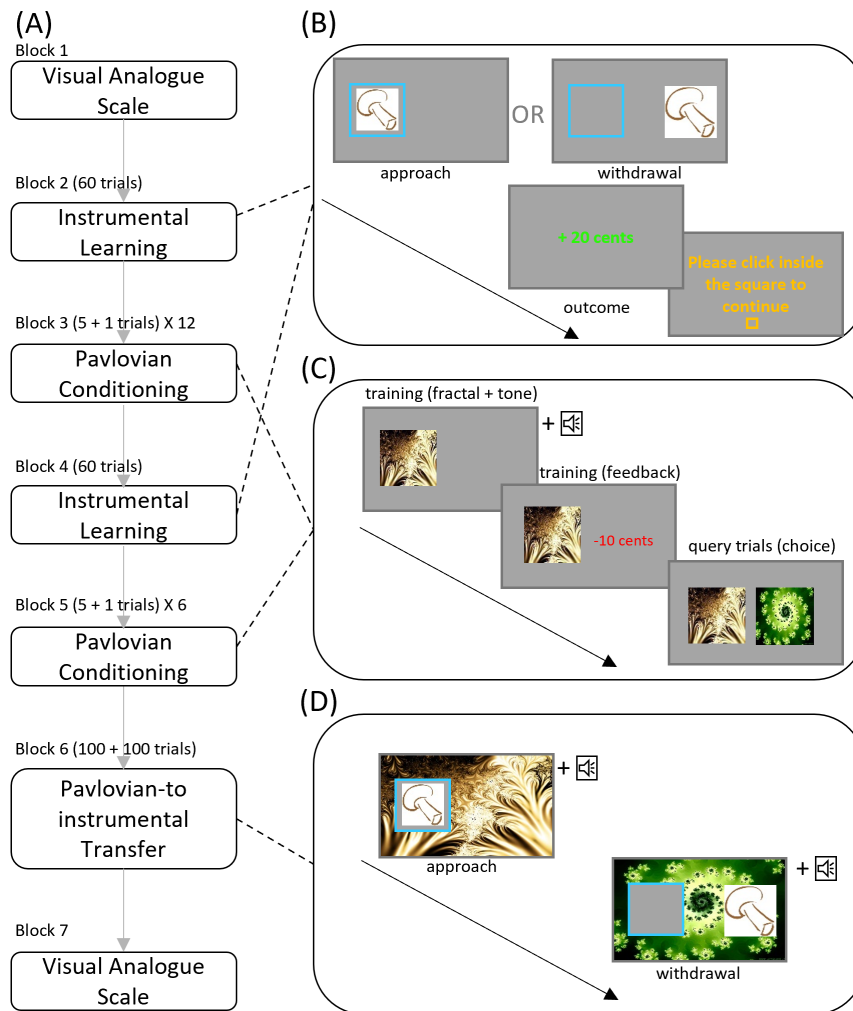 (A)
Block 1
Visual Analogue
Scale
Block 2 (60 trials)
Instrumental
Learning
Block 3 (5 + 1 trials) X 12
Pavlovian
Conditioning
Block 4 (60 trials)
Instrumental
Learning
Block 5 (5 + 1 trials) X 6
Pavlovian
Conditioning
Block 6 (100 + 100 trials)
Pavlovian-to
instrumental
Transfer
Block 7
Visual Analogue
Scale
(B)
OR
approach
withdrawal
+ 20 cents
outcome
Please click inside
the square to
continue
(C)
training (fractal + tone)
+
training (feedback)
-10 cents
query trials (choice)
(D)
+
approach
+
withdrawal